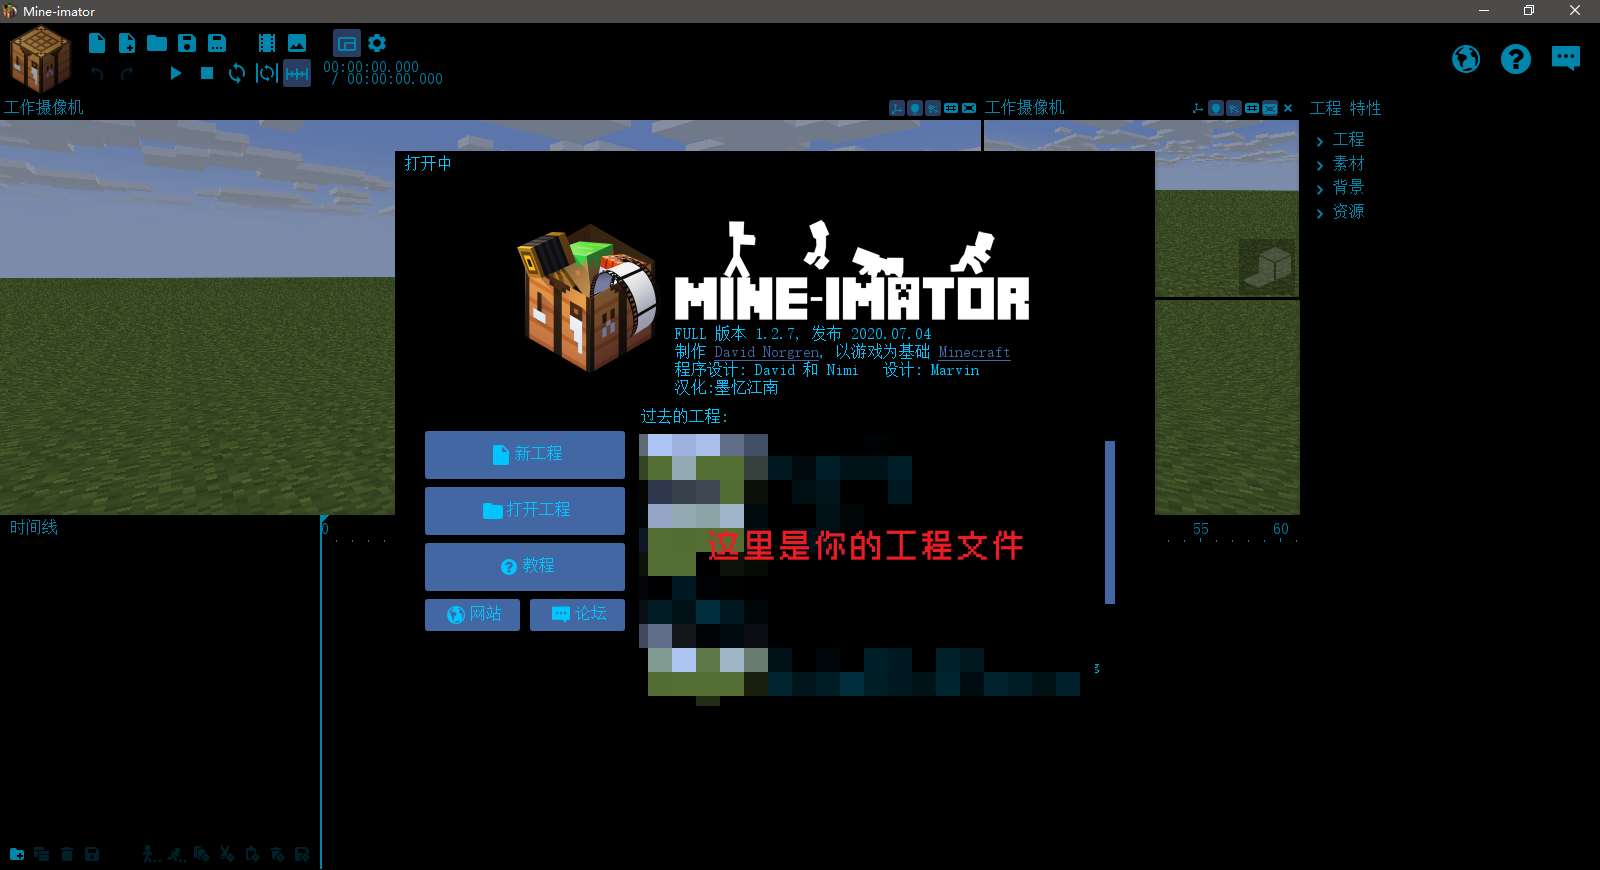 Mine-imator
00:00:00.000
/ 00:00:00.000
工作摄像机
工作摄像机
工程 特性
工程
素材
背景
资源
打开中
MINE-IMATOR
FULL 版本 1.2.7, 发布 2020.07.04
制作 David Norgren, 以游戏为基础 Minecraft
程序设计: David 和 Nimi 设计: Marvin
汉化:墨忆江南
过去的工程:
新工程
打开工程
教程
网站
论坛
这里是你的工程文件
时间线
0
55
60